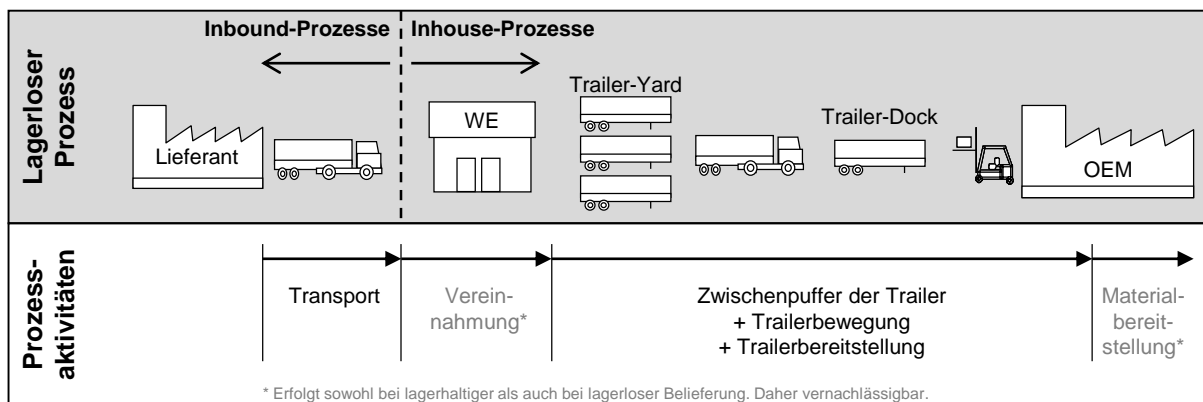 Inbound-Prozesse Inhouse-Prozesse
Lagerloser
Prozess
Trailer-Yard
WE
Trailer-Dock
Lieferant
OEM
Prozess-
aktivitäten
Transport
Verein-
nahmung*
Zwischenpuffer der Trailer
+ Trailerbewegung
+ Trailerbereitstellung
Material-
bereit-
stellung*
* Erfolgt sowohl bei lagerhaltiger als auch bei lagerloser Belieferung. Daher vernachlässigbar.